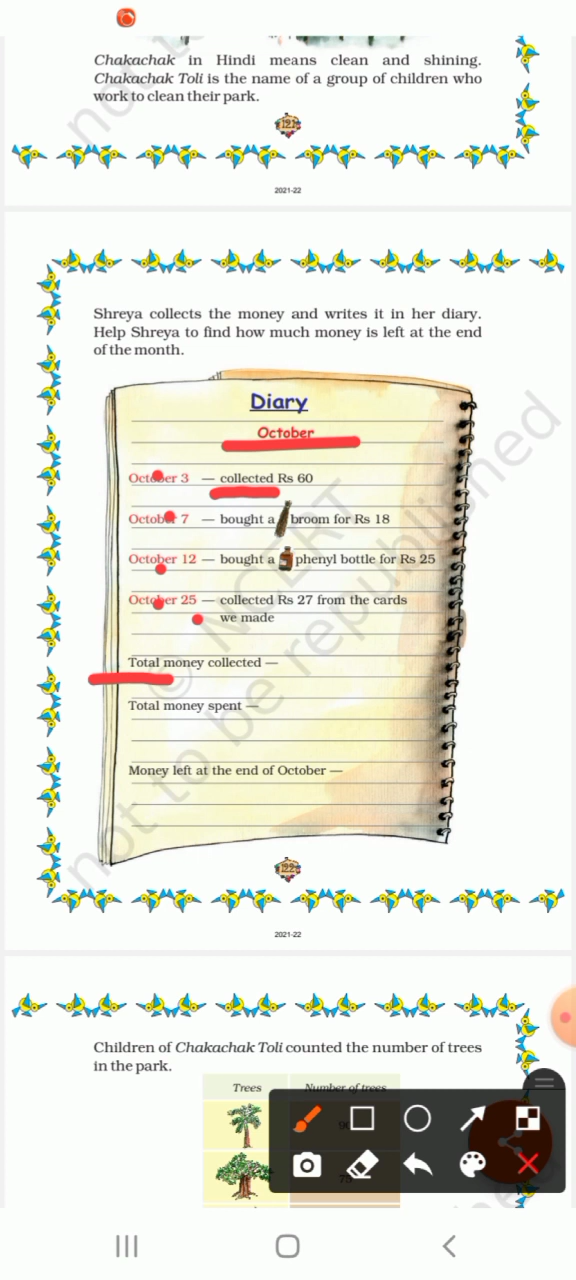 Chakachak in Hindi means clean and shining.
Chakachak Toli is the name of a group of children who
work to clean their park.
121
2021-22
Shreya collects the money and writes it in her diary.
Help Shreya to find how much money is left at the end
of the month.
Diary
October
October 3 — collected Rs 60
October 7 — bought a broom for Rs 18
October 12 — bought a phenyl bottle for Rs 25
October 25 — collected Rs 27 from the cards
we made
Total money collected —
Total money spent —
Money left at the end of October —
© NCERT
not to be republished
122
2021-22
Children of Chakachak Toli counted the number of trees
in the park.
Trees Number of trees